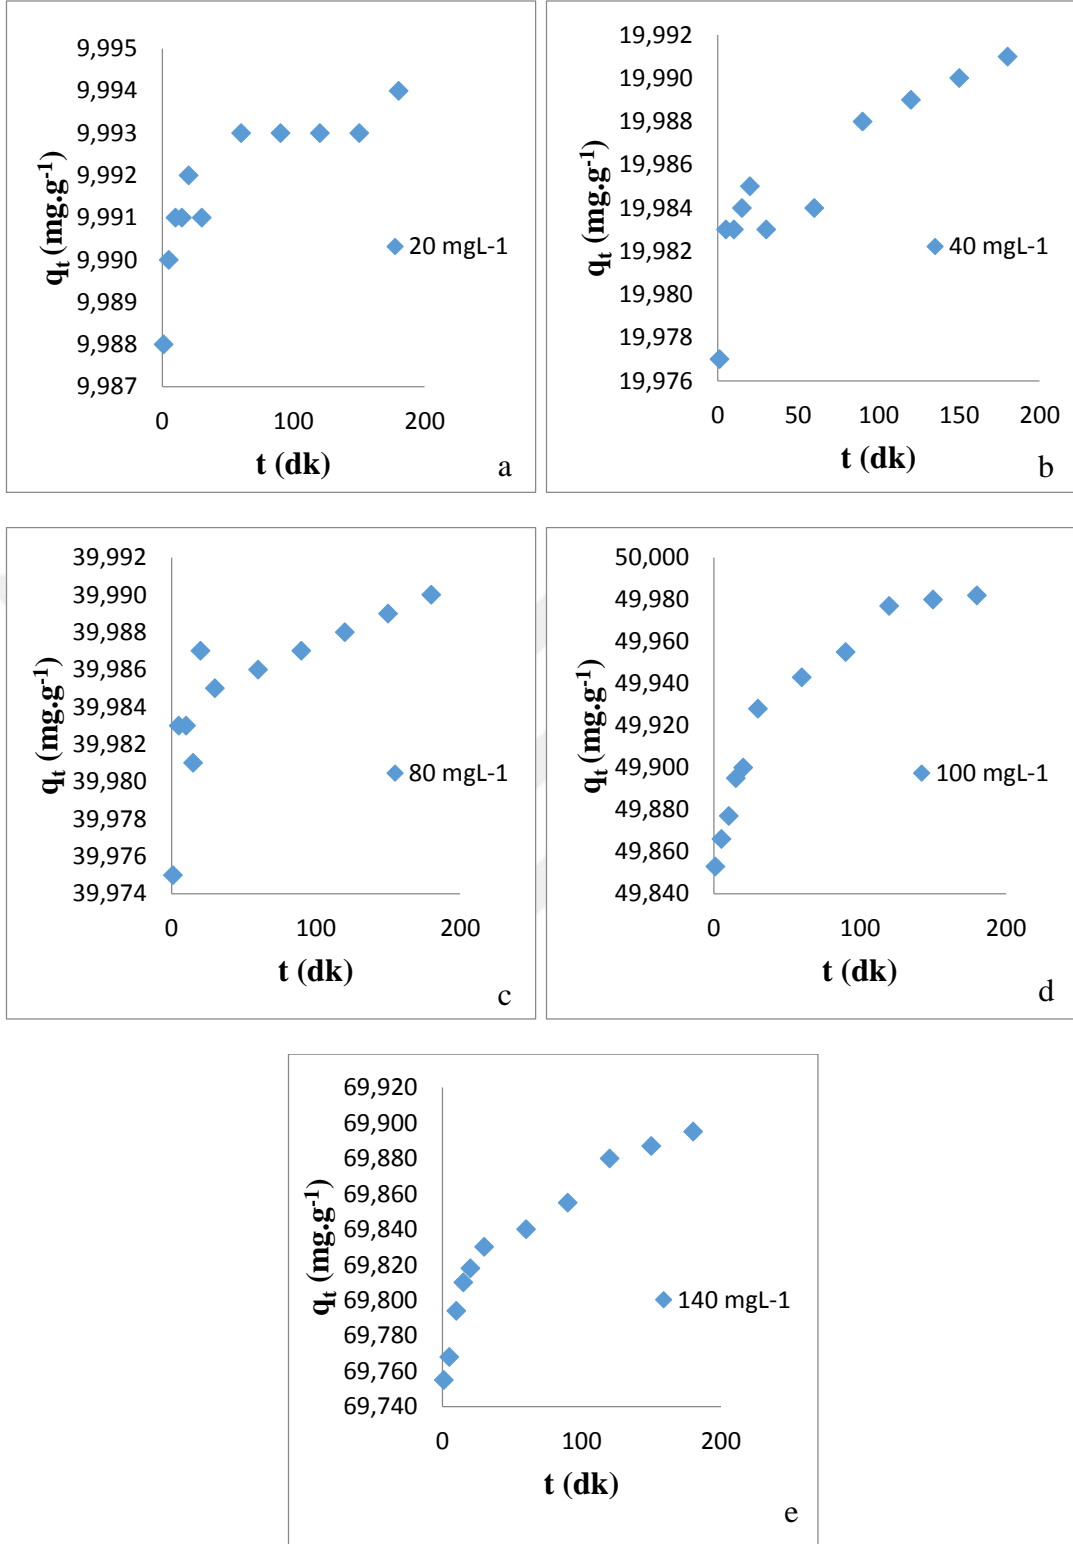 9,995
9,994
9,993
9,992
9,991
9,990
9,989
9,988
9,987
0 100 200
qt (mg.g-1)
t (dk)
20 mgL-1
a
19,992
19,990
19,988
19,986
19,984
19,982
19,980
19,978
19,976
0 50 100 150 200
qt (mg.g-1)
t (dk)
40 mgL-1
b
39,992
39,990
39,988
39,986
39,984
39,982
39,980
39,978
39,976
39,974
0 100 200
qt (mg.g-1)
t (dk)
80 mgL-1
c
50,000
49,980
49,960
49,940
49,920
49,900
49,880
49,860
49,840
0 100 200
qt (mg.g-1)
t (dk)
100 mgL-1
d
69,920
69,900
69,880
69,860
69,840
69,820
69,800
69,780
69,760
69,740
0 100 200
qt (mg.g-1)
t (dk)
140 mgL-1
e